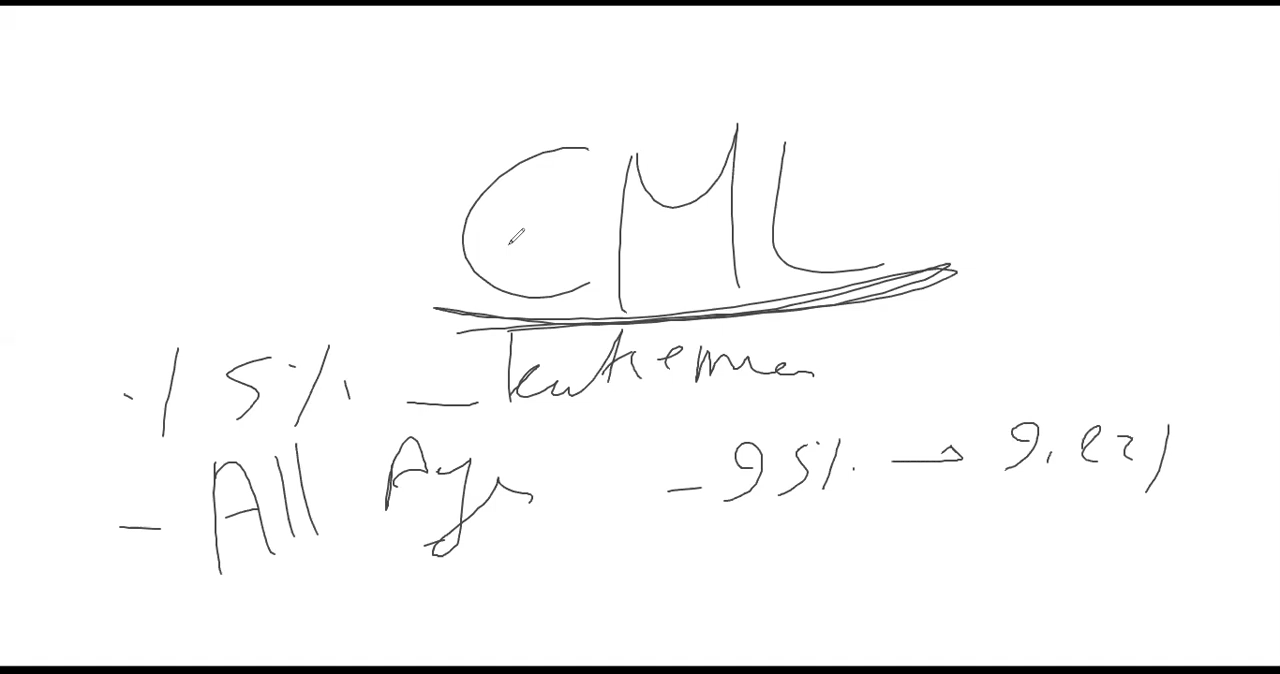 CML
· 15% _ leukemia
- All Ages - 95% → 9,22)